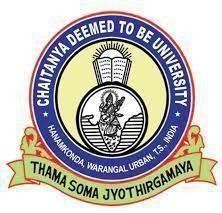 CHAITANYA DEEMED TO BE UNIVERSITY
HANAMKONDA, WARANGAL URBAN, T.S., INDIA
THAMA SOMA JYOTHIRGAMAYA